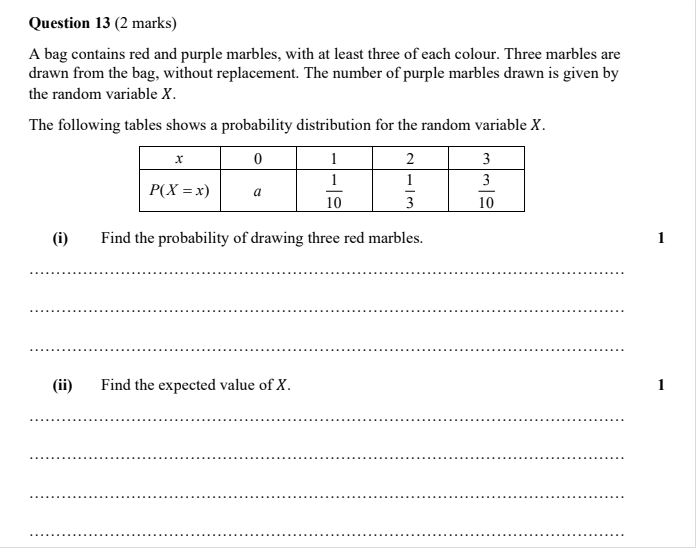 Question 13 (2 marks)
A bag contains red and purple marbles, with at least three of each colour. Three marbles are
drawn from the bag, without replacement. The number of purple marbles drawn is given by
the random variable X.
The following tables shows a probability distribution for the random variable X.
x 0 1 2 3
P(X = x) a 1/10 1/3 3/10
(i) Find the probability of drawing three red marbles. 1
(ii) Find the expected value of X. 1